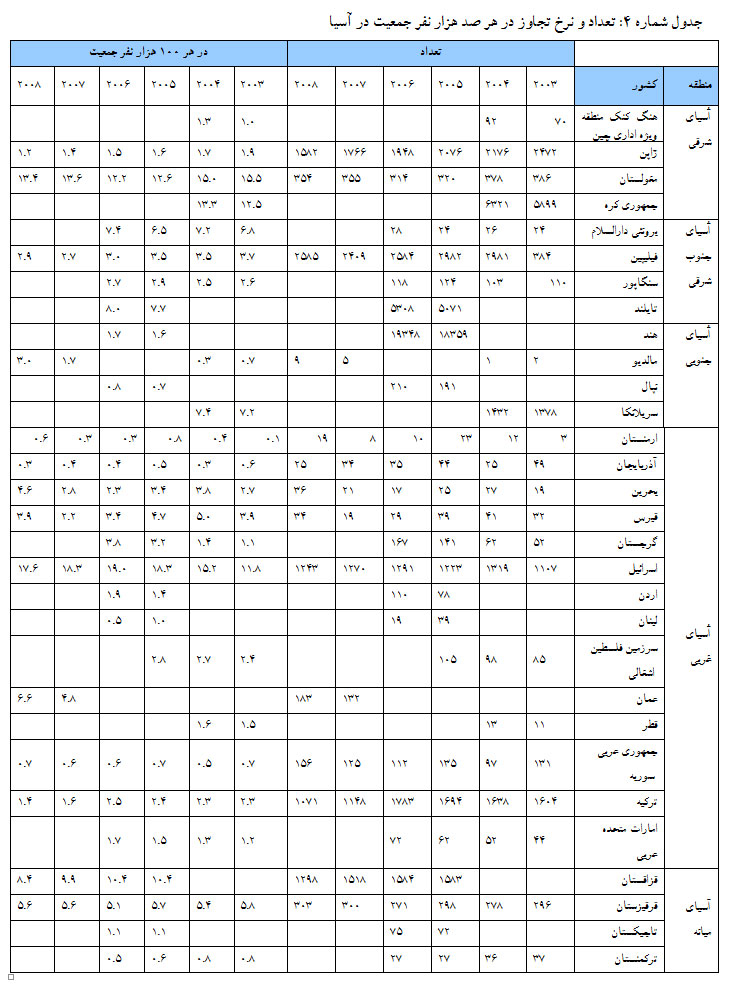 جدول شماره ۴: تعداد و نرخ تجاوز در هر صد هزار نفر جمعیت در آسیا
تعداد در هر ۱۰۰ هزار نفر جمعیت
منطقه کشور ۲۰۰۳ ۲۰۰۴ ۲۰۰۵ ۲۰۰۶ ۲۰۰۷ ۲۰۰۸ ۲۰۰۳ ۲۰۰۴ ۲۰۰۵ ۲۰۰۶ ۲۰۰۷ ۲۰۰۸
آسیای شرقی
هنگ کنگ منطقه ویژه اداری چین ۷۰ ۹۲ ۱.۰ ۱.۳
ژاپن ۲۴۷۲ ۲۱۷۶ ۲۰۷۶ ۱۹۴۸ ۱۷۶۶ ۱۵۸۲ ۱.۹ ۱.۷ ۱.۶ ۱.۵ ۱.۴ ۱.۲
مغولستان ۳۸۶ ۳۷۸ ۳۲۰ ۳۱۴ ۳۵۵ ۳۵۴ ۱۵.۵ ۱۵.۰ ۱۲.۶ ۱۲.۲ ۱۳.۶ ۱۳.۴
جمهوری کره ۵۸۹۹ ۶۳۲۱ ۱۲.۵ ۱۳.۳
آسیای جنوب شرقی
برونئی دارالسلام ۲۴ ۲۶ ۲۴ ۲۸ ۶.۸ ۷.۲ ۶.۵ ۷.۴
فیلیپین ۳۸۴ ۲۹۸۱ ۲۹۸۲ ۲۵۸۴ ۲۴۰۹ ۲۵۸۵ ۳.۷ ۳.۵ ۳.۵ ۳.۰ ۲.۷ ۲.۹
سنگاپور ۱۱۰ ۱۰۳ ۱۲۴ ۱۱۸ ۲.۶ ۲.۵ ۲.۹ ۲.۷
تایلند ۵۰۷۱ ۵۳۰۸ ۷.۷ ۸.۰
آسیای جنوبی
هند ۱۸۳۵۹ ۱۹۳۴۸ ۱.۶ ۱.۷
مالدیو ۲ ۱ ۵ ۹ ۰.۷ ۰.۳ ۱.۷ ۳.۰
نپال ۱۹۱ ۲۱۰ ۰.۷ ۰.۸
سریلانکا ۱۳۷۸ ۱۴۳۲ ۷.۲ ۷.۴
آسیای غربی
ارمنستان ۳ ۱۲ ۲۳ ۱۰ ۸ ۱۹ ۰.۱ ۰.۴ ۰.۸ ۰.۳ ۰.۳ ۰.۶
آذربایجان ۴۹ ۲۵ ۴۴ ۳۵ ۳۴ ۲۵ ۰.۶ ۰.۳ ۰.۵ ۰.۴ ۰.۴ ۰.۳
بحرین ۱۹ ۲۷ ۲۵ ۱۷ ۲۱ ۳۶ ۲.۷ ۳.۸ ۳.۴ ۲.۳ ۲.۸ ۴.۶
قبرس ۳۲ ۴۱ ۳۹ ۲۹ ۱۹ ۳۴ ۳.۹ ۵.۰ ۴.۷ ۳.۴ ۲.۲ ۳.۹
گرجستان ۵۲ ۶۲ ۱۴۱ ۱۶۷ ۱.۱ ۱.۴ ۳.۲ ۳.۸
اسرائیل ۱۱۰۷ ۱۳۱۹ ۱۲۲۳ ۱۲۹۱ ۱۲۷۰ ۱۲۴۳ ۱۱.۸ ۱۵.۲ ۱۸.۳ ۱۹.۰ ۱۸.۳ ۱۷.۶
اردن ۷۸ ۱۱۰ ۱.۴ ۱.۹
لبنان ۳۹ ۱۹ ۱.۰ ۰.۵
سرزمین فلسطین اشغالی ۸۵ ۹۸ ۱۰۵ ۲.۴ ۲.۷ ۲.۸
عمان ۱۳۲ ۱۸۳ ۴.۸ ۶.۶
قطر ۱۱ ۱۳ ۱.۵ ۱.۶
جمهوری عربی سوریه ۱۳۱ ۹۷ ۱۳۵ ۱۱۲ ۱۲۵ ۱۵۶ ۰.۷ ۰.۵ ۰.۷ ۰.۶ ۰.۶ ۰.۷
ترکیه ۱۶۰۴ ۱۶۳۸ ۱۶۹۴ ۱۷۸۳ ۱۱۴۸ ۱۰۷۱ ۲.۳ ۲.۳ ۲.۴ ۲.۵ ۱.۶ ۱.۴
امارات متحده عربی ۴۴ ۵۲ ۶۲ ۷۲ ۱.۲ ۱.۳ ۱.۵ ۱.۷
آسیای میانه
قزاقستان ۱۵۸۳ ۱۵۸۴ ۱۵۱۸ ۱۲۹۸ ۱۰.۴ ۱۰.۴ ۹.۹ ۸.۴
قرقیزستان ۲۹۶ ۲۷۸ ۲۹۸ ۲۷۱ ۳۰۰ ۳۰۳ ۵.۸ ۵.۴ ۵.۷ ۵.۱ ۵.۶ ۵.۶
تاجیکستان ۷۲ ۷۵ ۱.۱ ۱.۱
ترکمنستان ۳۷ ۳۶ ۲۷ ۲۷ ۰.۸ ۰.۸ ۰.۶ ۰.۵